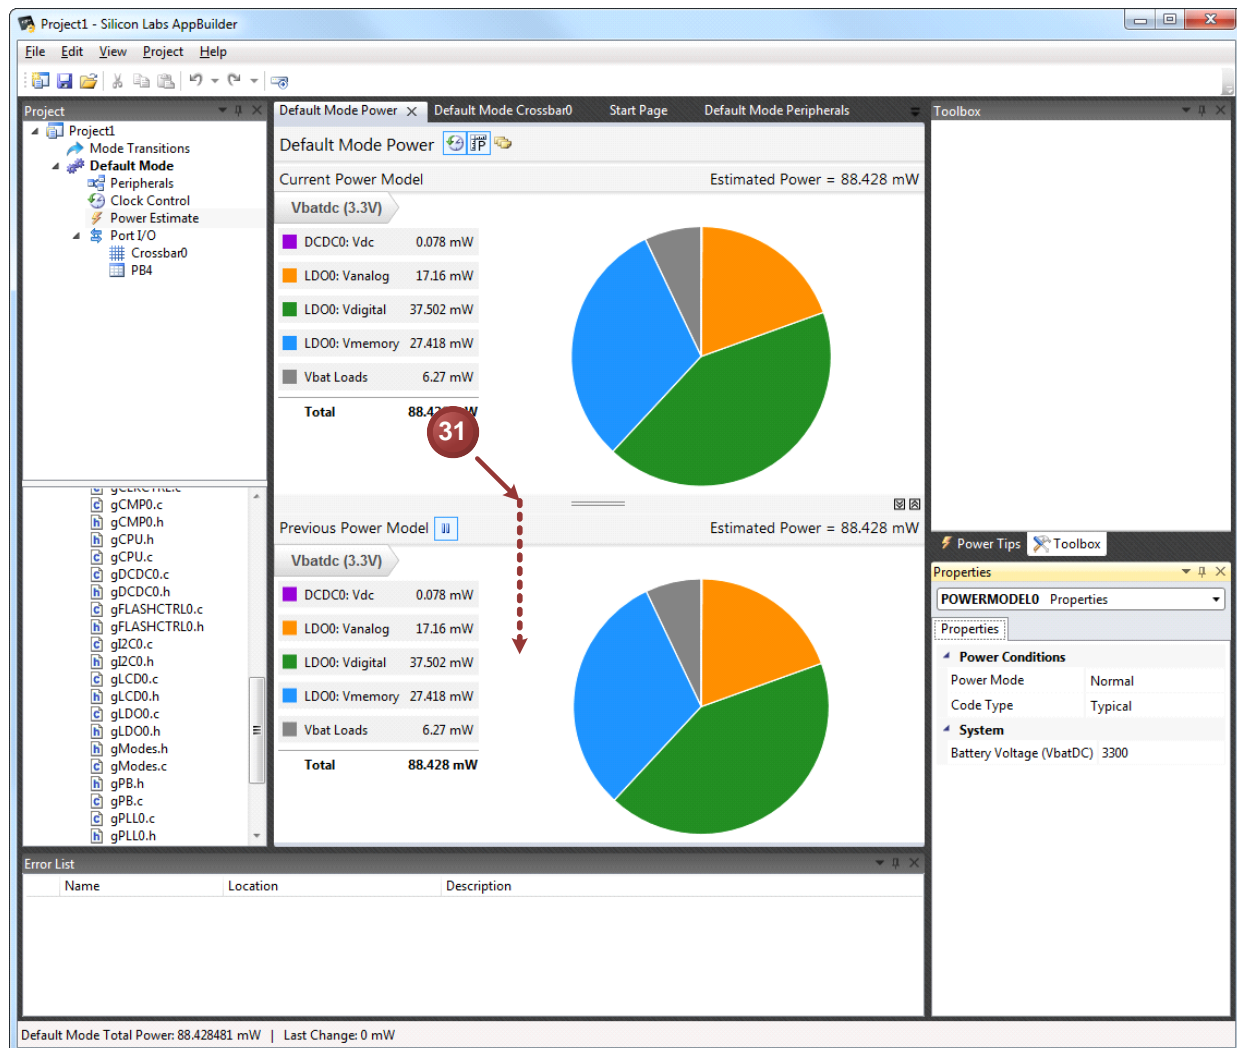 Project1 - Silicon Labs AppBuilder
File Edit View Project Help
Project
Project1
Mode Transitions
Default Mode
Peripherals
Clock Control
Power Estimate
Port I/O
Crossbar0
PB4
gCMP0.c
gCMP0.h
gCPU.h
gCPU.c
gDCDC0.c
gDCDC0.h
gFLASHCTRL0.c
gFLASHCTRL0.h
gI2C0.c
gI2C0.h
gLCD0.c
gLCD0.h
gLDO0.c
gLDO0.h
gModes.h
gModes.c
gPB.h
gPB.c
gPLL0.c
gPLL0.h
Default Mode Power Default Mode Crossbar0 Start Page Default Mode Peripherals
Default Mode Power
Current Power Model Estimated Power = 88.428 mW
Vbatdc (3.3V)
DCDC0: Vdc 0.078 mW
LDO0: Vanalog 17.16 mW
LDO0: Vdigital 37.502 mW
LDO0: Vmemory 27.418 mW
Vbat Loads 6.27 mW
Total
31
Previous Power Model Estimated Power = 88.428 mW
Vbatdc (3.3V)
DCDC0: Vdc 0.078 mW
LDO0: Vanalog 17.16 mW
LDO0: Vdigital 37.502 mW
LDO0: Vmemory 27.418 mW
Vbat Loads 6.27 mW
Total 88.428 mW
Toolbox
Power Tips Toolbox
Properties
POWERMODEL0 Properties
Properties
Power Conditions
Power Mode Normal
Code Type Typical
System
Battery Voltage (VbatDC) 3300
Error List
Name Location Description
Default Mode Total Power: 88.428481 mW | Last Change: 0 mW